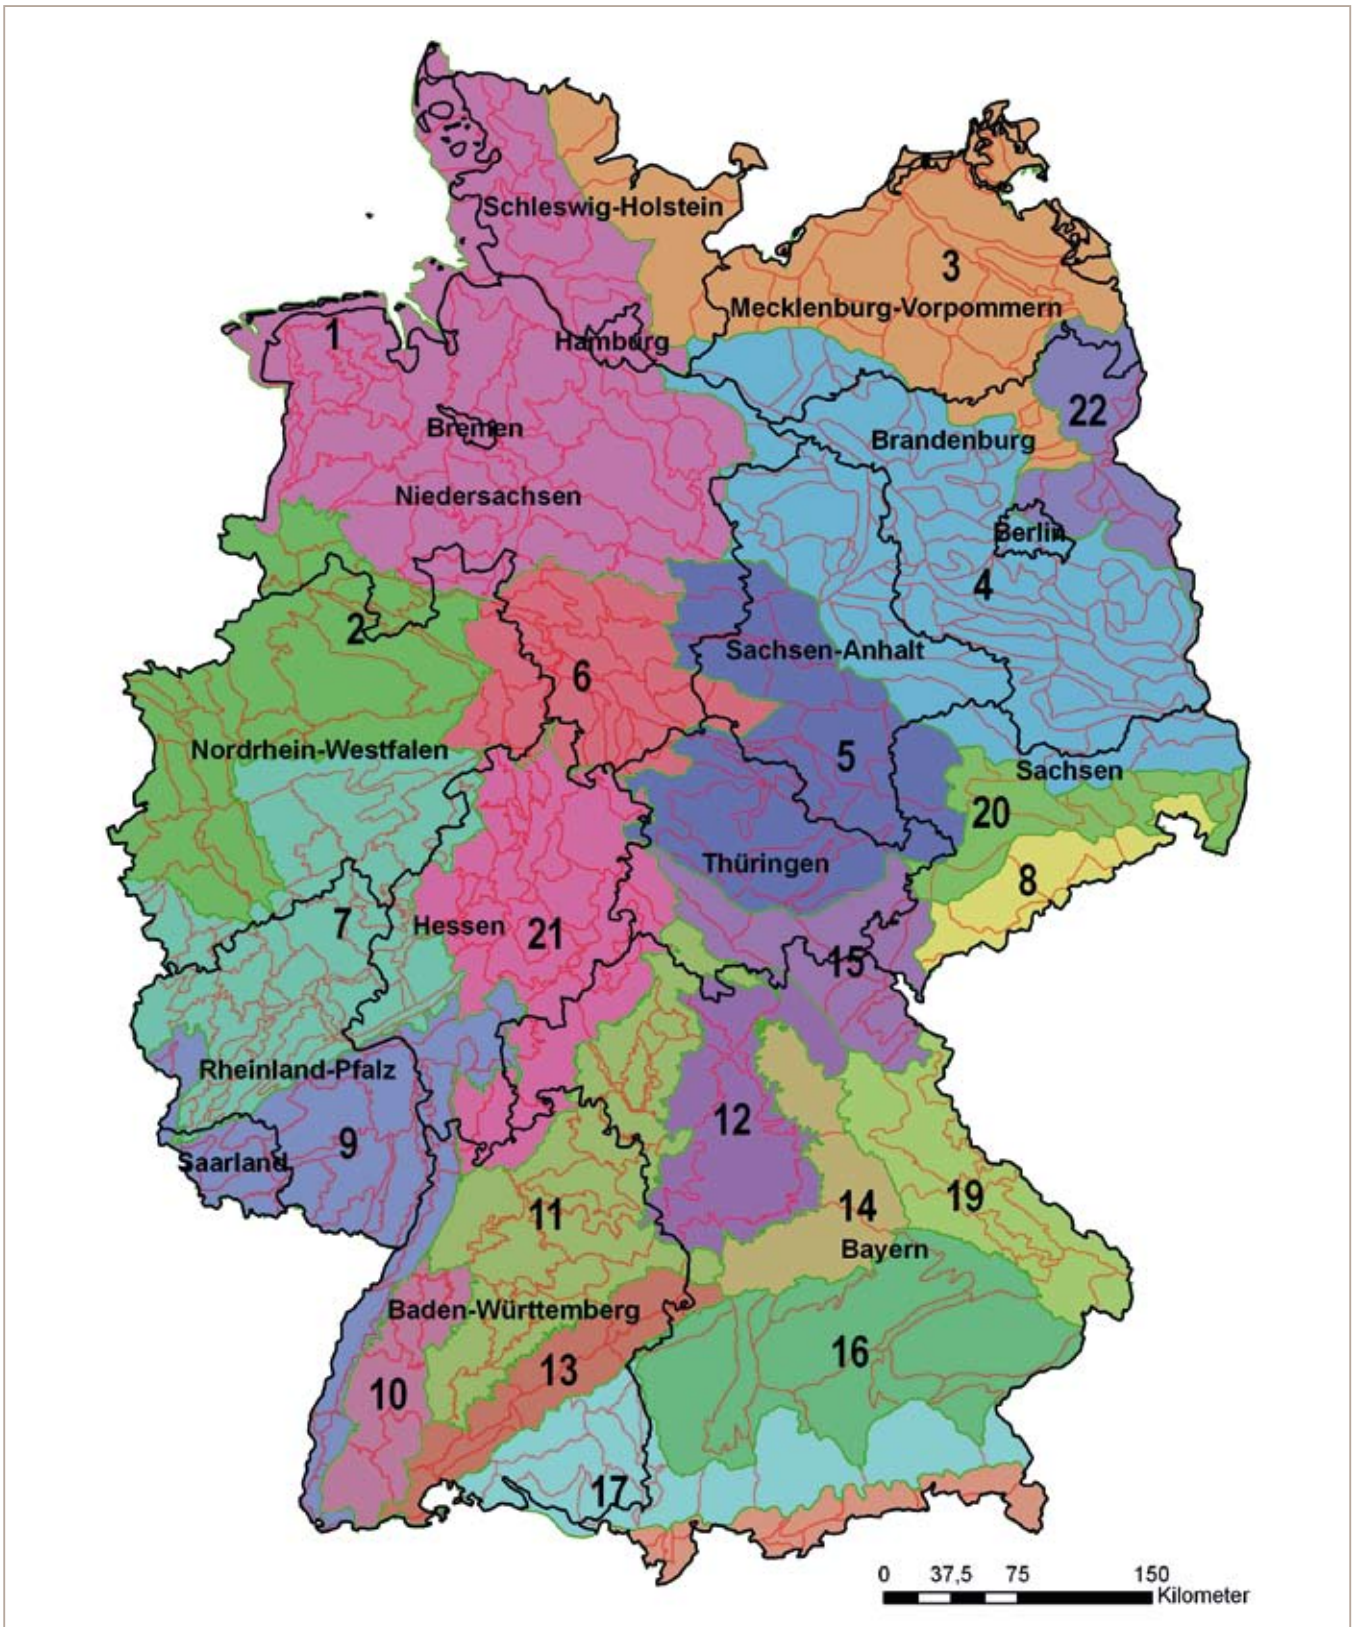 Schleswig-Holstein
3
Mecklenburg-Vorpommern
1
Hamburg
22
Bremen
Brandenburg
Niedersachsen
Berlin
4
2
Sachsen-Anhalt
6
Nordrhein-Westfalen
5
Sachsen
20
Thüringen
8
7
Hessen
21
15
Rheinland-Pfalz
12
9
Saarland
19
11
14
Bayern
Baden-Württemberg
16
13
10
17
0 37,5 75 150
Kilometer